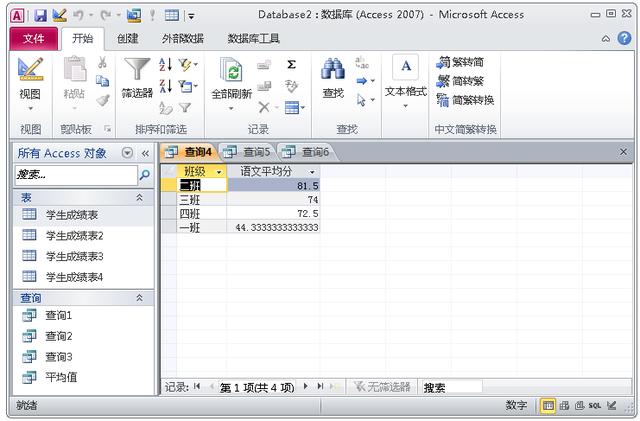 Database2 : 数据库 (Access 2007) - Microsoft Access
文件 开始 创建 外部数据 数据库工具
视图 粘贴 筛选器 全部刷新 查找 文本格式
繁转简
简转繁
简繁转换
视图 剪贴板 排序和筛选 记录 查找 中文简繁转换
所有 Access 对象
搜索...
表
学生成绩表
学生成绩表2
学生成绩表3
学生成绩表4
查询
查询1
查询2
查询3
平均值
查询4 查询5 查询6
班级 语文平均分
二班 81.5
三班 74
四班 72.5
一班 44.3333333333333
记录: 第 1 项(共 4 项) 无筛选器 搜索
就绪 数字 SQL